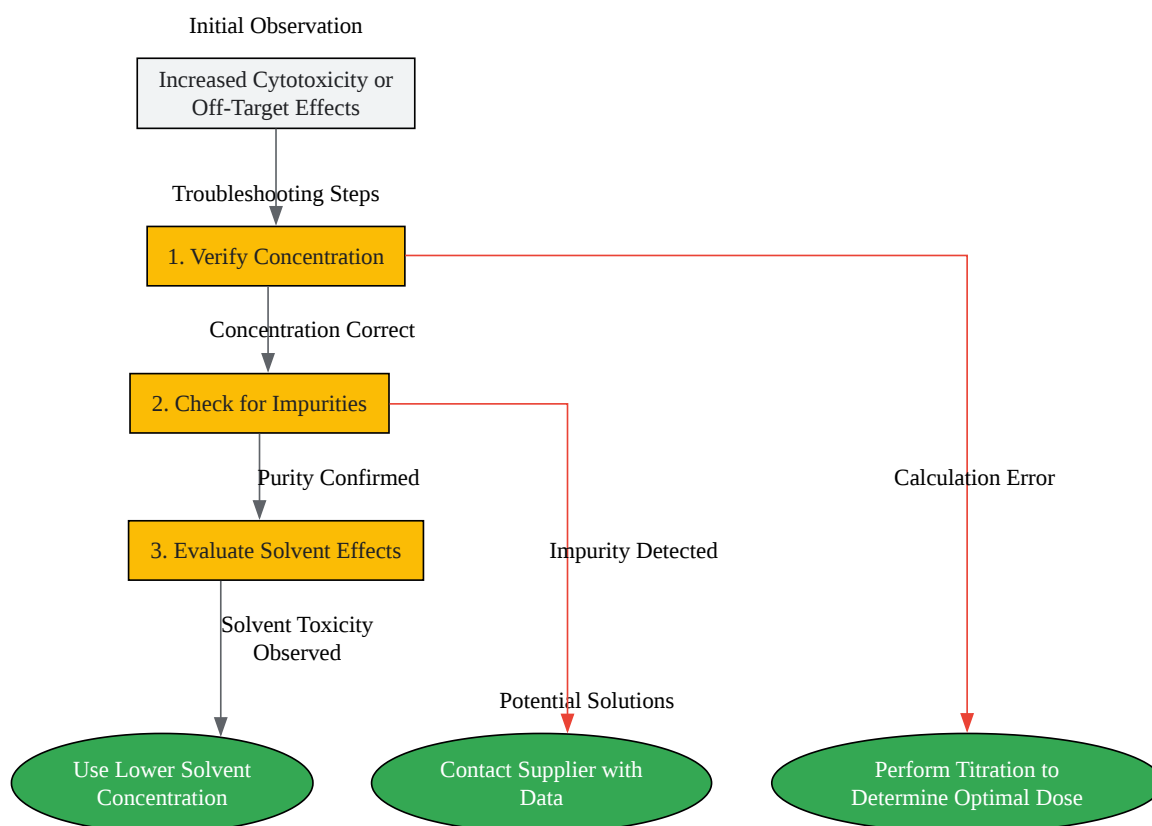 Initial Observation
Increased Cytotoxicity or
Off-Target Effects
Troubleshooting Steps
1. Verify Concentration
Concentration Correct
2. Check for Impurities
Purity Confirmed
Calculation Error
3. Evaluate Solvent Effects
Impurity Detected
Solvent Toxicity
Observed
Potential Solutions
Use Lower Solvent
Concentration
Contact Supplier with
Data
Perform Titration to
Determine Optimal Dose